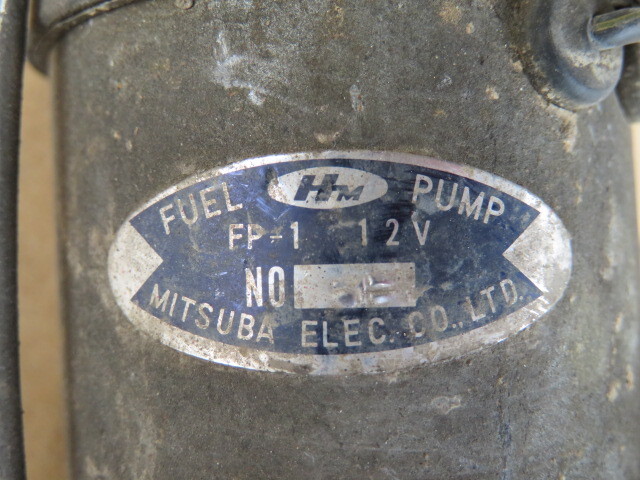 FUEL HM PUMP
FP-1 12V
NO
MITSUBA ELEC. CO., LTD.